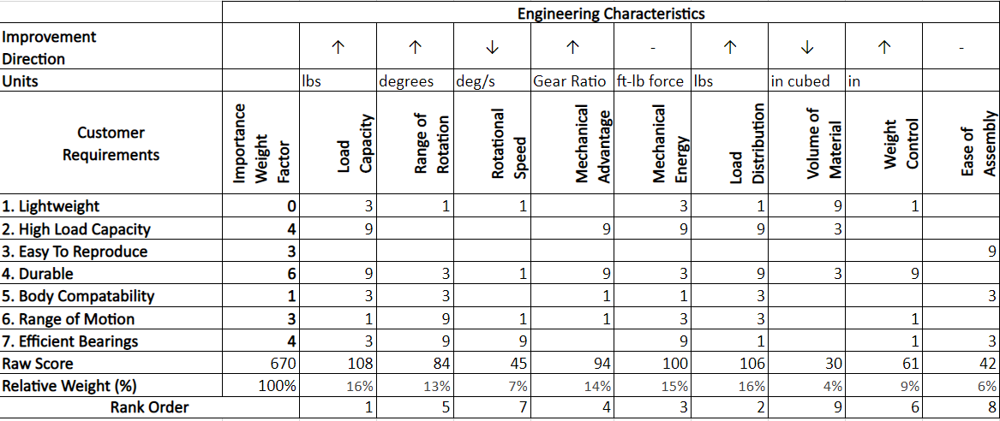 Engineering Characteristics
Improvement Direction ↑ ↑ ↓ ↑ - ↑ ↓ ↑ -
Units lbs degrees deg/s Gear Ratio ft-lb force lbs in cubed in
Customer Requirements Importance Weight Factor Load Capacity Range of Rotation Rotational Speed Mechanical Advantage Mechanical Energy Load Distribution Volume of Material Weight Control Ease of Assembly
1. Lightweight 0 3 1 1 3 1 9 1
2. High Load Capacity 4 9 9 9 9 3
3. Easy To Reproduce 3 9
4. Durable 6 9 3 1 9 3 9 3 9
5. Body Compatability 1 3 3 1 1 3 3
6. Range of Motion 3 1 9 1 1 3 3 1
7. Efficient Bearings 4 3 9 9 9 1 1 3
Raw Score 670 108 84 45 94 100 106 30 61 42
Relative Weight (%) 100% 16% 13% 7% 14% 15% 16% 4% 9% 6%
Rank Order 1 5 7 4 3 2 9 6 8